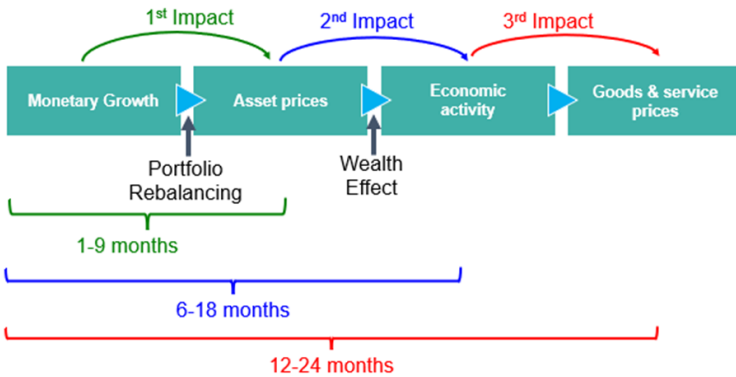 1st Impact
2nd Impact
3rd Impact
Monetary Growth
Asset prices
Economic
activity
Goods & service
prices
Portfolio
Rebalancing
Wealth
Effect
1-9 months
6-18 months
12-24 months